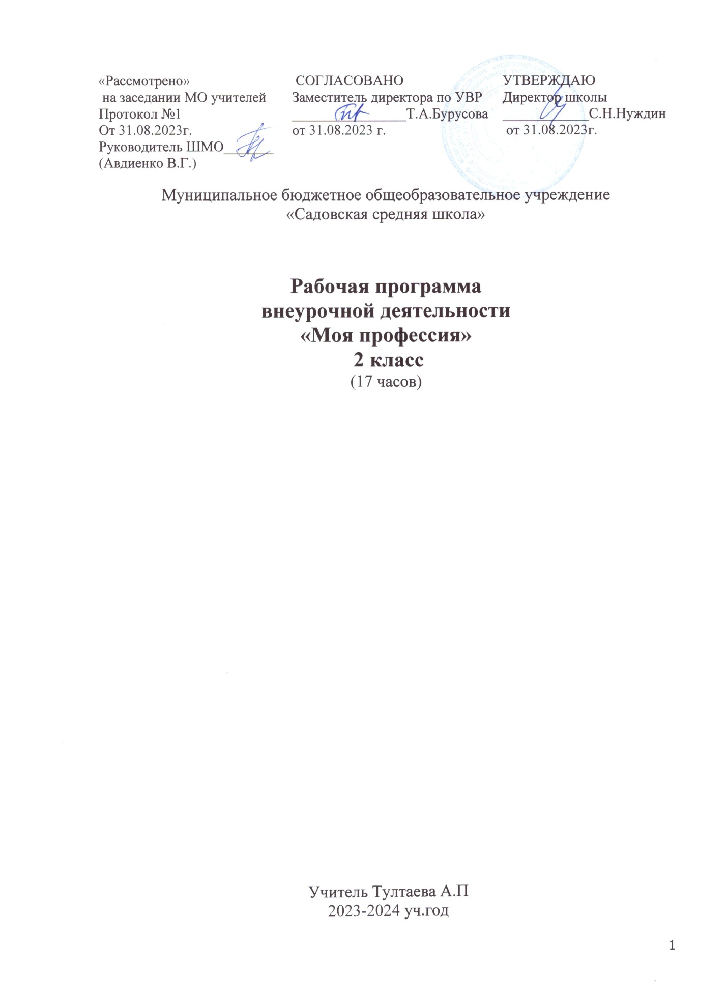 «Рассмотрено»
на заседании МО учителей
Протокол №1
От 31.08.2023г.
Руководитель ШМО_______
(Авдиенко В.Г.)
СОГЛАСОВАНО
Заместитель директора по УВР
________________Т.А.Бурусова
от 31.08.2023 г.
УТВЕРЖДАЮ
Директор школы
____________С.Н.Нуждин
от 31.08.2023г.
Муниципальное бюджетное общеобразовательное учреждение
«Садовская средняя школа»
Рабочая программа
внеурочной деятельности
«Моя профессия»
2 класс
(17 часов)
Учитель Тултаева А.П
2023-2024 уч.год
1